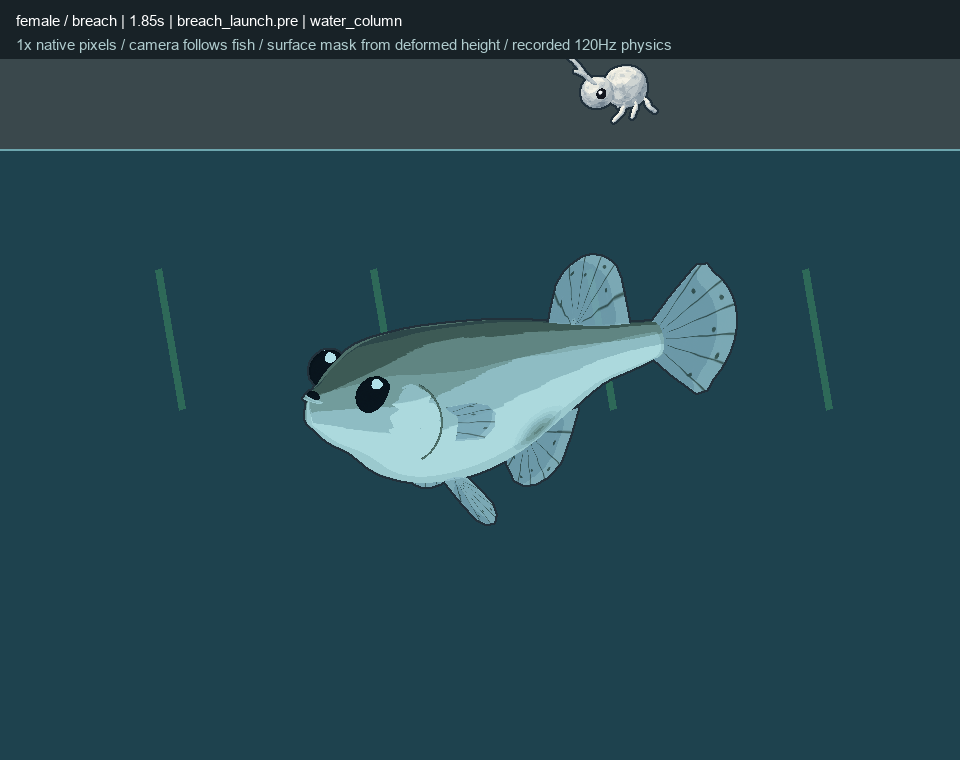 female / breach | 1.85s | breach_launch.pre | water_column
1x native pixels / camera follows fish / surface mask from deformed height / recorded 120Hz physics